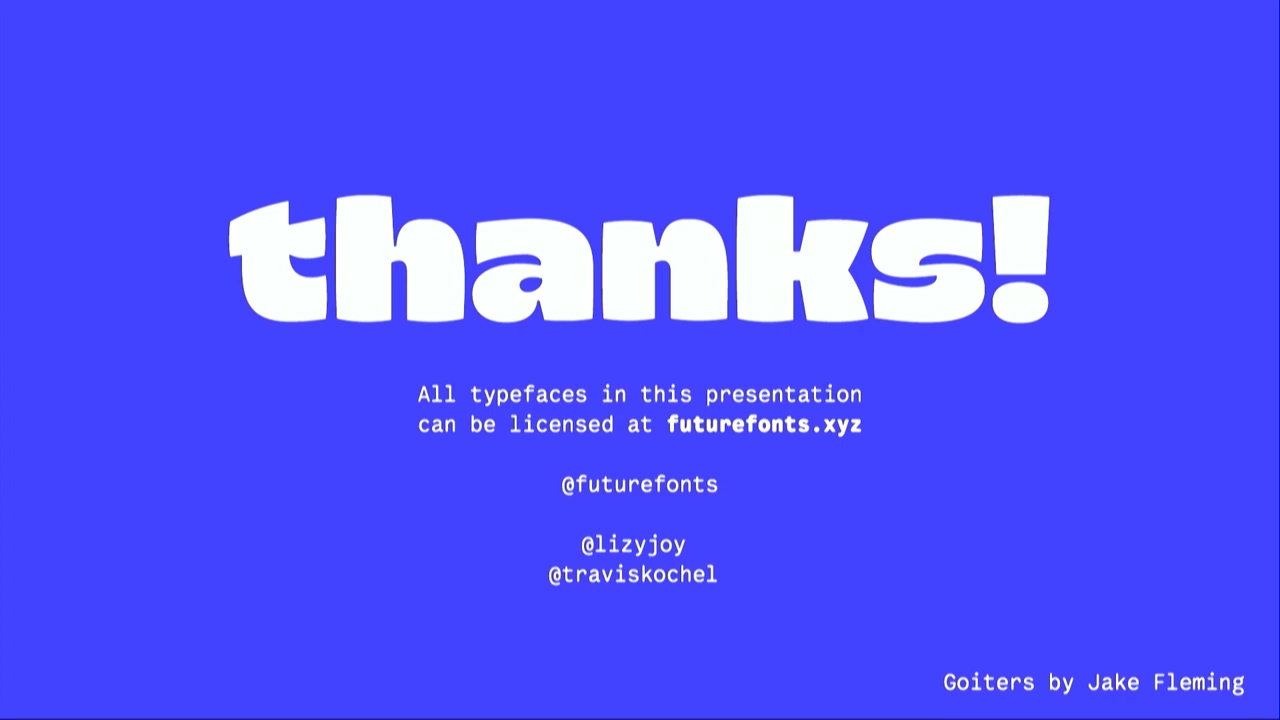 thanks!
All typefaces in this presentation
can be licensed at futurefonts.xyz
@futurefonts
@lizyjoy
@traviskochel
Goiters by Jake Fleming